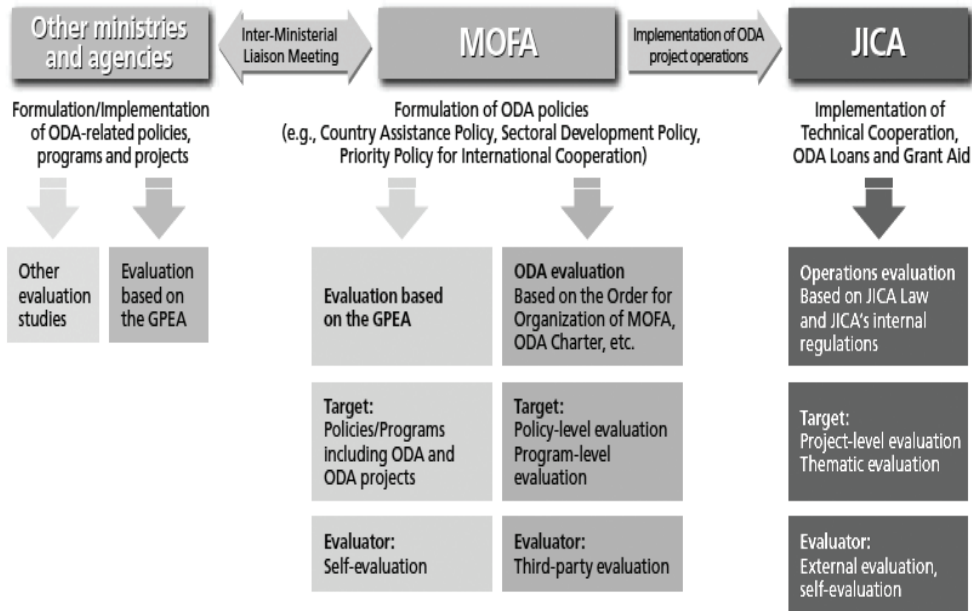 Other ministries
and agencies
Inter-Ministerial
Liaison Meeting
MOFA
Implementation of ODA
project operations
JICA
Formulation/Implementation
of ODA-related policies,
programs and projects
Formulation of ODA policies
(e.g., Country Assistance Policy, Sectoral Development Policy,
Priority Policy for International Cooperation)
Implementation of
Technical Cooperation,
ODA Loans and Grant Aid
Other
evaluation
studies
Evaluation
based on
the GPEA
Evaluation based
on the GPEA
ODA evaluation
Based on the Order for
Organization of MOFA,
ODA Charter, etc.
Operations evaluation
Based on JICA Law
and JICA's internal
regulations
Target:
Policies/Programs
including ODA and
ODA projects
Target:
Policy-level evaluation
Program-level
evaluation
Target:
Project-level evaluation
Thematic evaluation
Evaluator:
Self-evaluation
Evaluator:
Third-party evaluation
Evaluator:
External evaluation,
self-evaluation